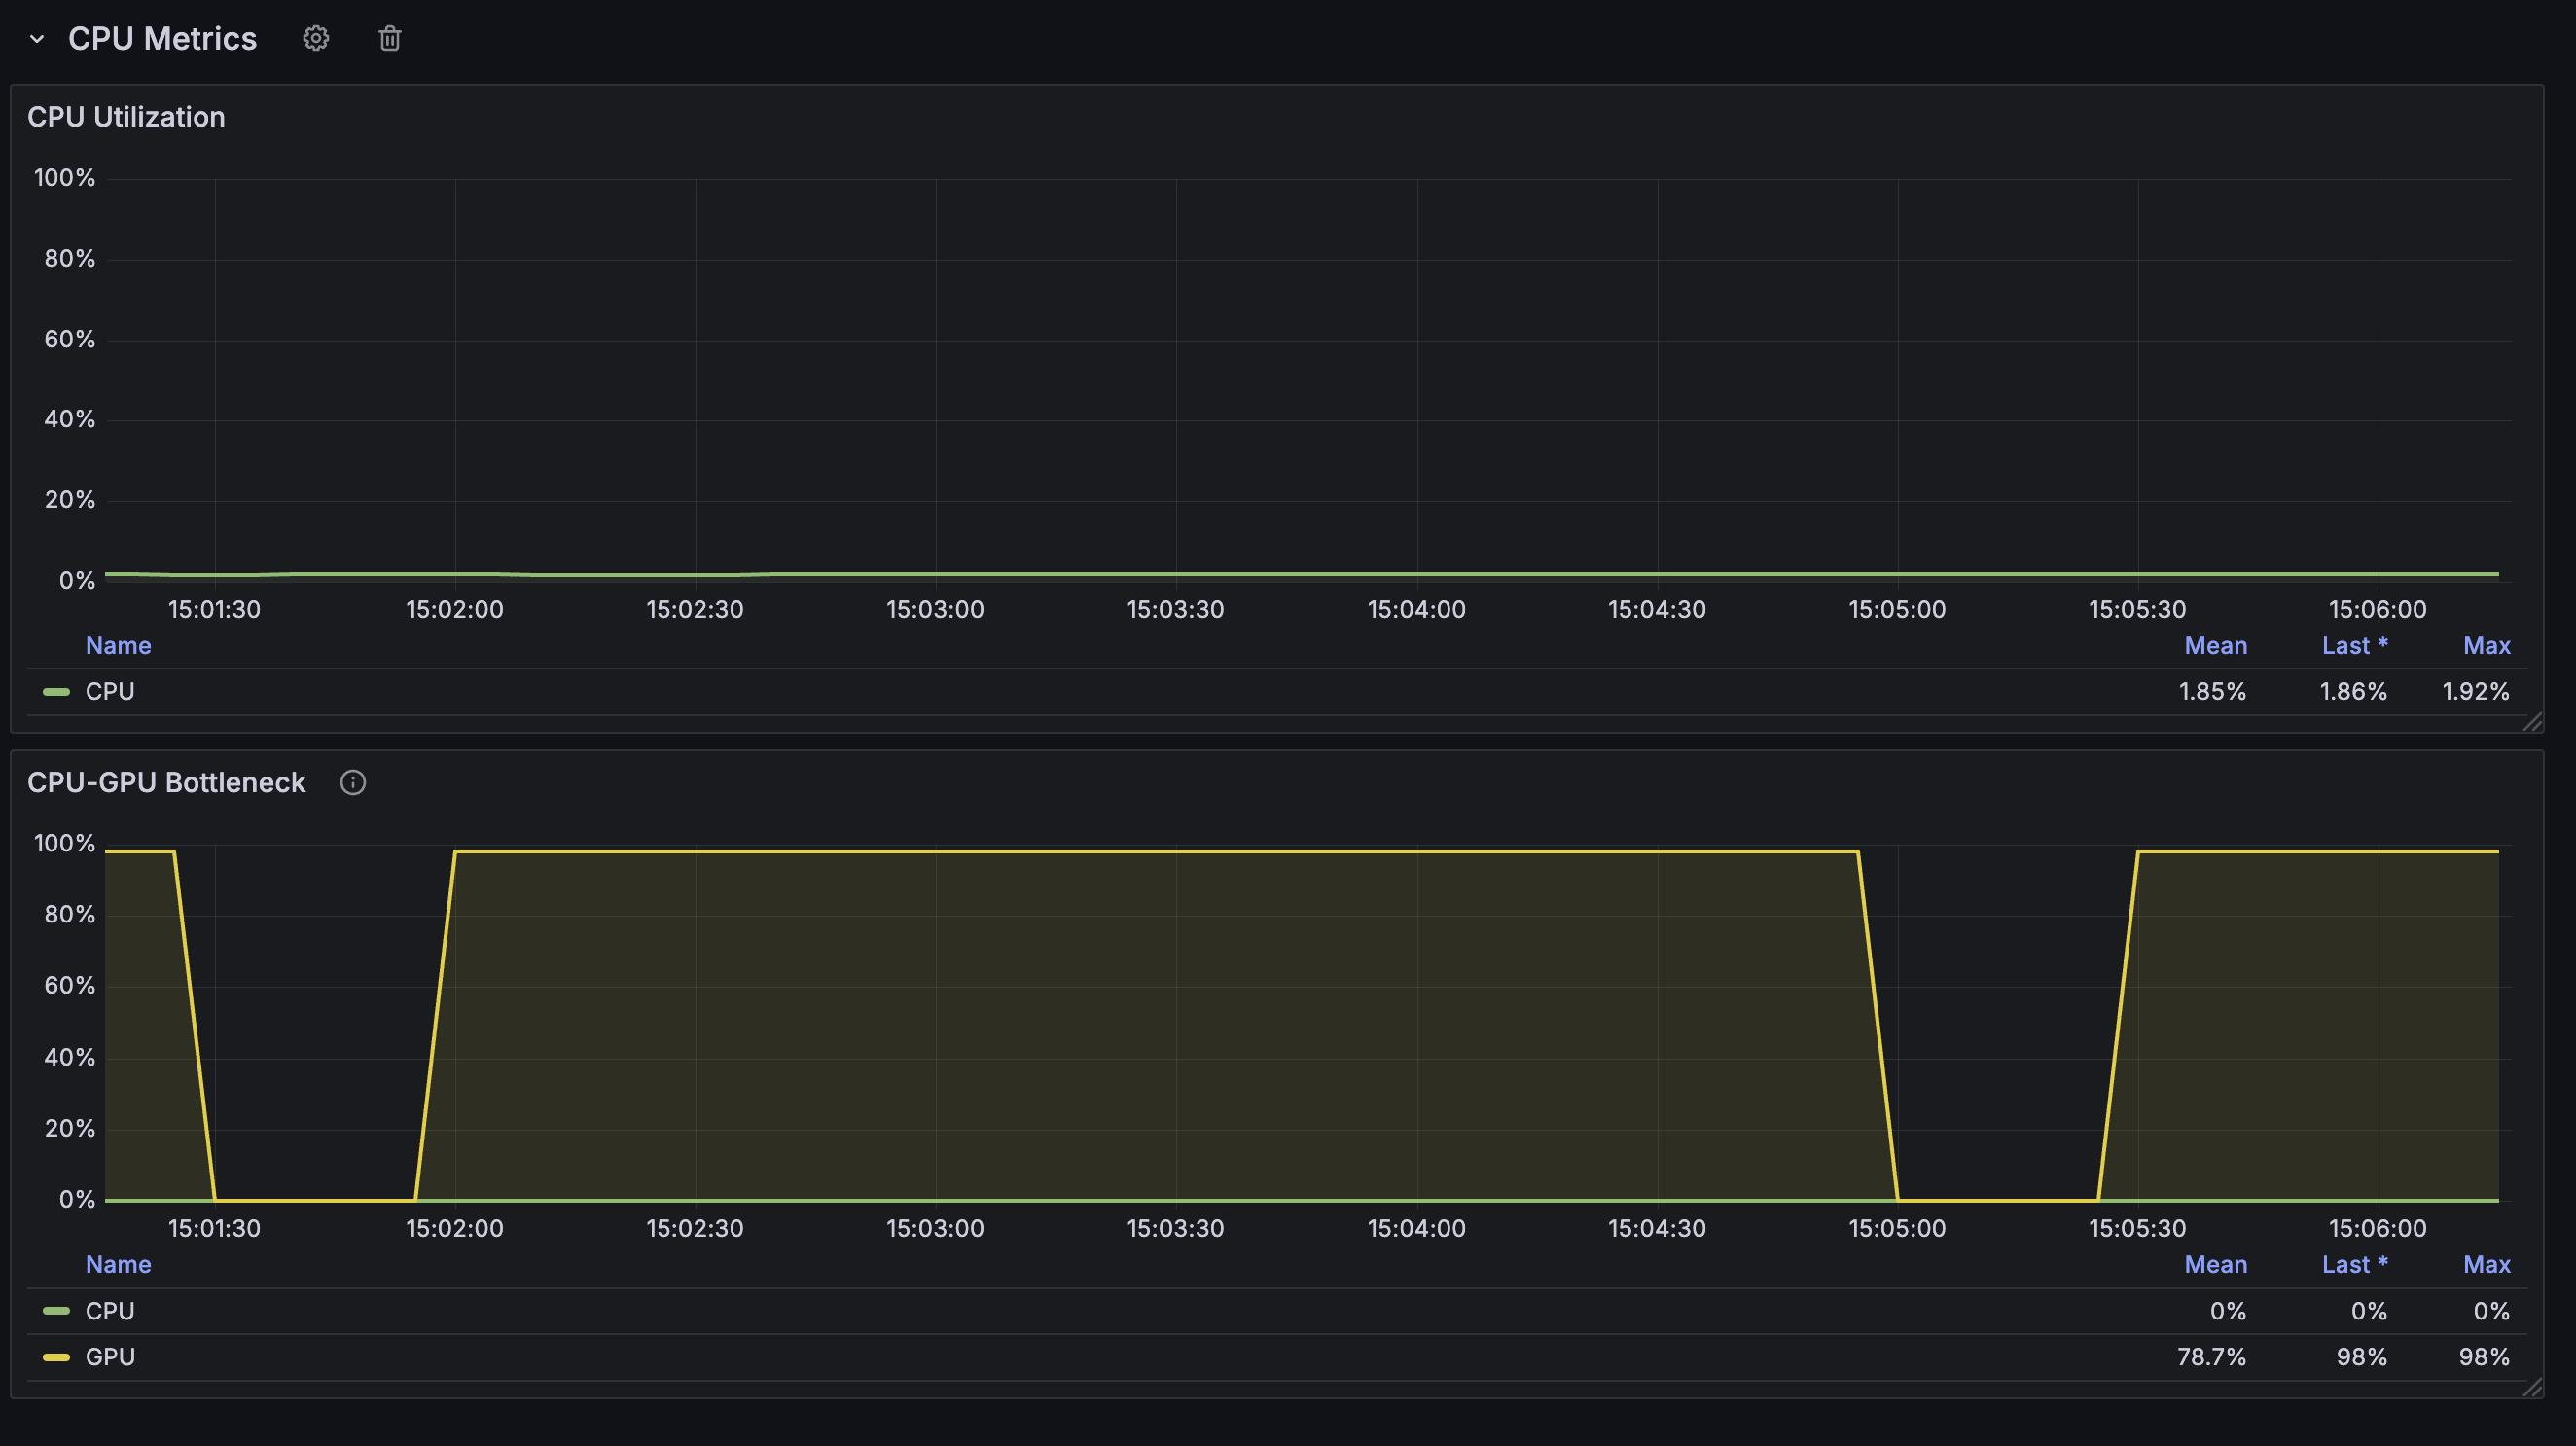 CPU Metrics
CPU Utilization
100%
80%
60%
40%
20%
0%
15:01:30 15:02:00 15:02:30 15:03:00 15:03:30 15:04:00 15:04:30 15:05:00 15:05:30 15:06:00
Name Mean Last * Max
CPU 1.85% 1.86% 1.92%
CPU-GPU Bottleneck
100%
80%
60%
40%
20%
0%
15:01:30 15:02:00 15:02:30 15:03:00 15:03:30 15:04:00 15:04:30 15:05:00 15:05:30 15:06:00
Name Mean Last * Max
CPU 0% 0% 0%
GPU 78.7% 98% 98%